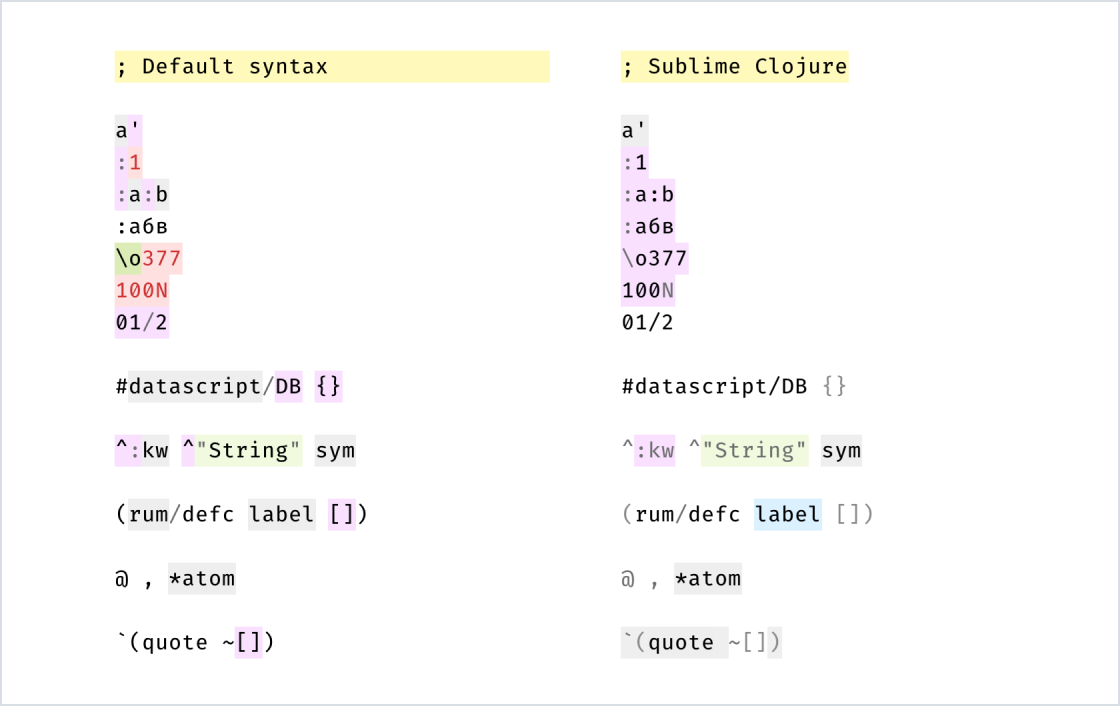 ; Default syntax
a'
:1
:a:b
:абв
\o377
100N
01/2
#datascript/DB {}
^:kw ^"String" sym
(rum/defc label [])
@ , *atom
`(quote ~[])
; Sublime Clojure
a'
:1
:a:b
:абв
\o377
100N
01/2
#datascript/DB {}
^:kw ^"String" sym
(rum/defc label [])
@ , *atom
`(quote ~[])